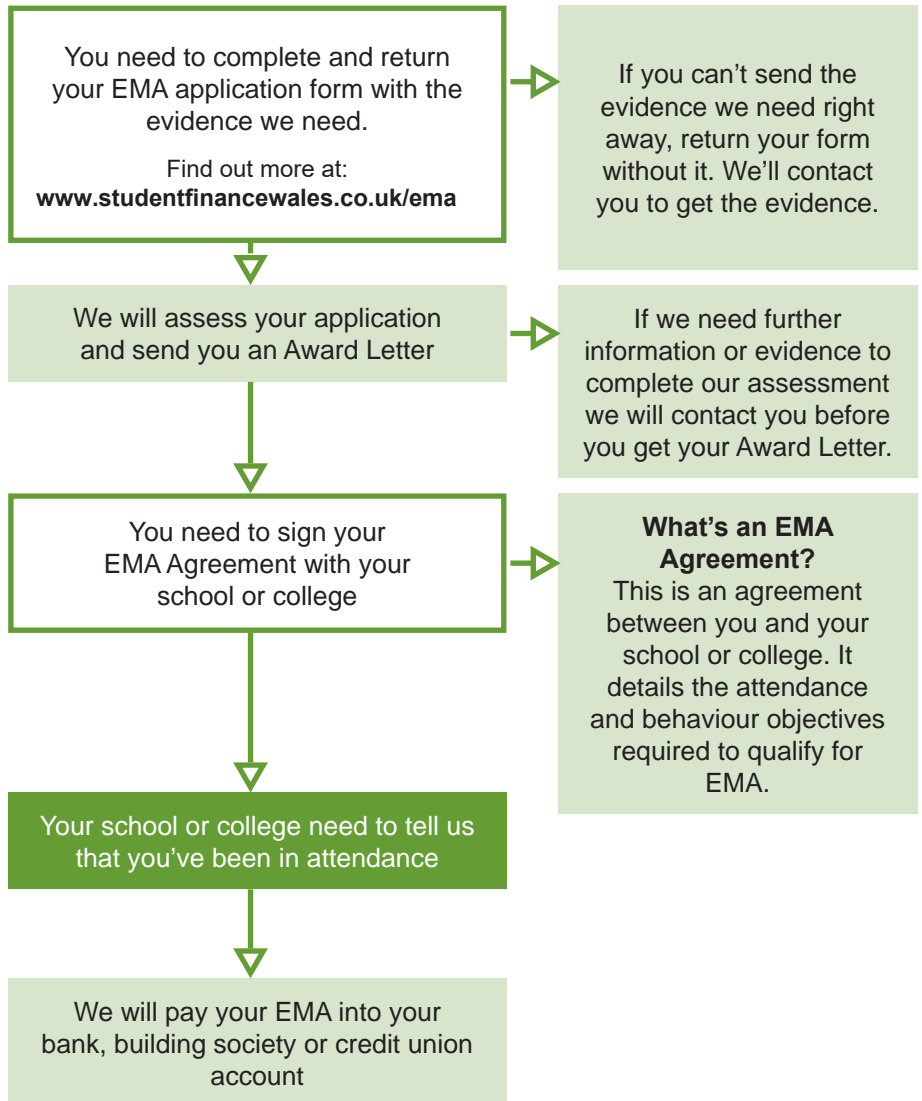 You need to complete and return
your EMA application form with the
evidence we need.
Find out more at:
www.studentfinancewales.co.uk/ema
If you can't send the
evidence we need right
away, return your form
without it. We'll contact
you to get the evidence.
We will assess your application
and send you an Award Letter
If we need further
information or evidence to
complete our assessment
we will contact you before
you get your Award Letter.
You need to sign your
EMA Agreement with your
school or college
What's an EMA
Agreement?
This is an agreement
between you and your
school or college. It
details the attendance
and behaviour objectives
required to qualify for
EMA.
Your school or college need to tell us
that you've been in attendance
We will pay your EMA into your
bank, building society or credit union
account